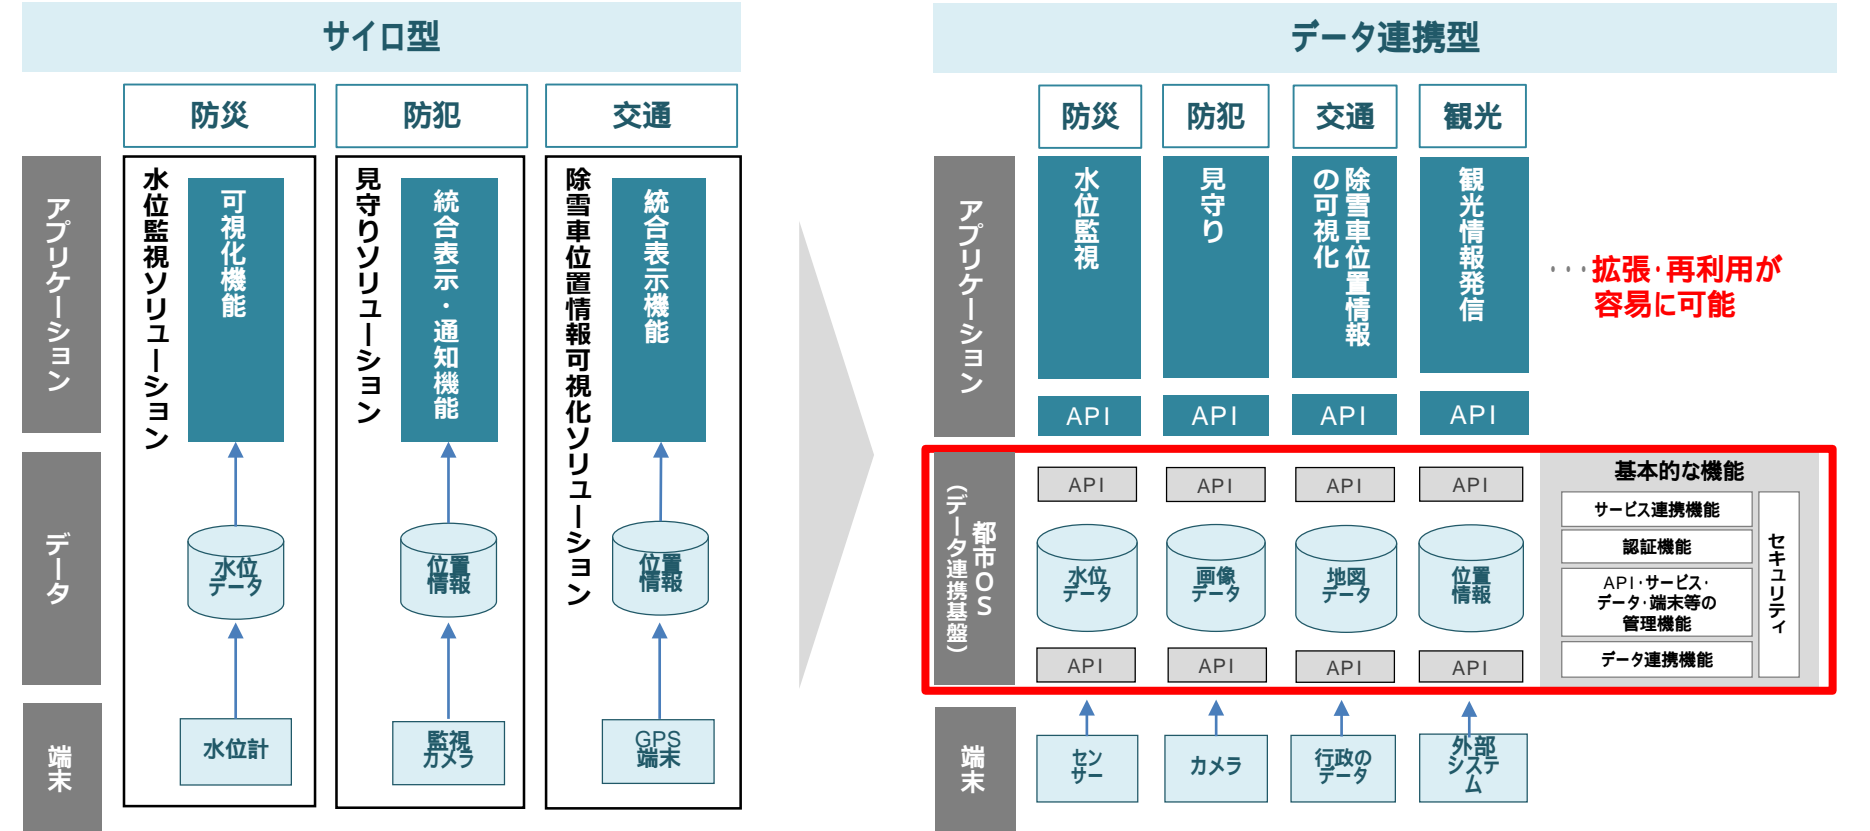 サイロ型
防災
防犯
交通
アプリケーション
データ
端末
水位監視ソリューション
可視化機能
水位
データ
水位計
見守りソリューション
統合表示・通知機能
位置
情報
監視
カメラ
除雪車位置情報可視化ソリューション
統合表示機能
位置
情報
GPS
端末
データ連携型
防災
防犯
交通
観光
アプリケーション
水位監視
見守り
除雪車位置情報
の可視化
観光情報発信
・・・拡張・再利用が
容易に可能
API
API
API
API
都市OS
（データ連携基盤）
API
API
API
API
水位
データ
画像
データ
地図
データ
位置
情報
API
API
API
API
基本的な機能
サービス連携機能
認証機能
API・サービス・
データ・端末等の
管理機能
データ連携機能
セキュリティ
端末
セン
サー
カメラ
行政の
データ
外部
システ
ム